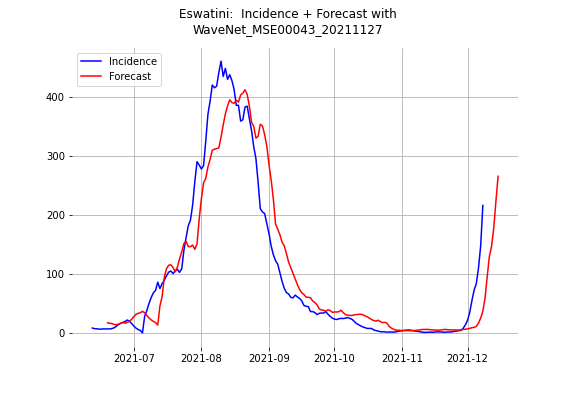 Eswatini:  Incidence + Forecast with
WaveNet_MSE00043_20211127
Incidence
Forecast
400
300
200
100
0
2021-07
2021-08
2021-09
2021-10
2021-11
2021-12